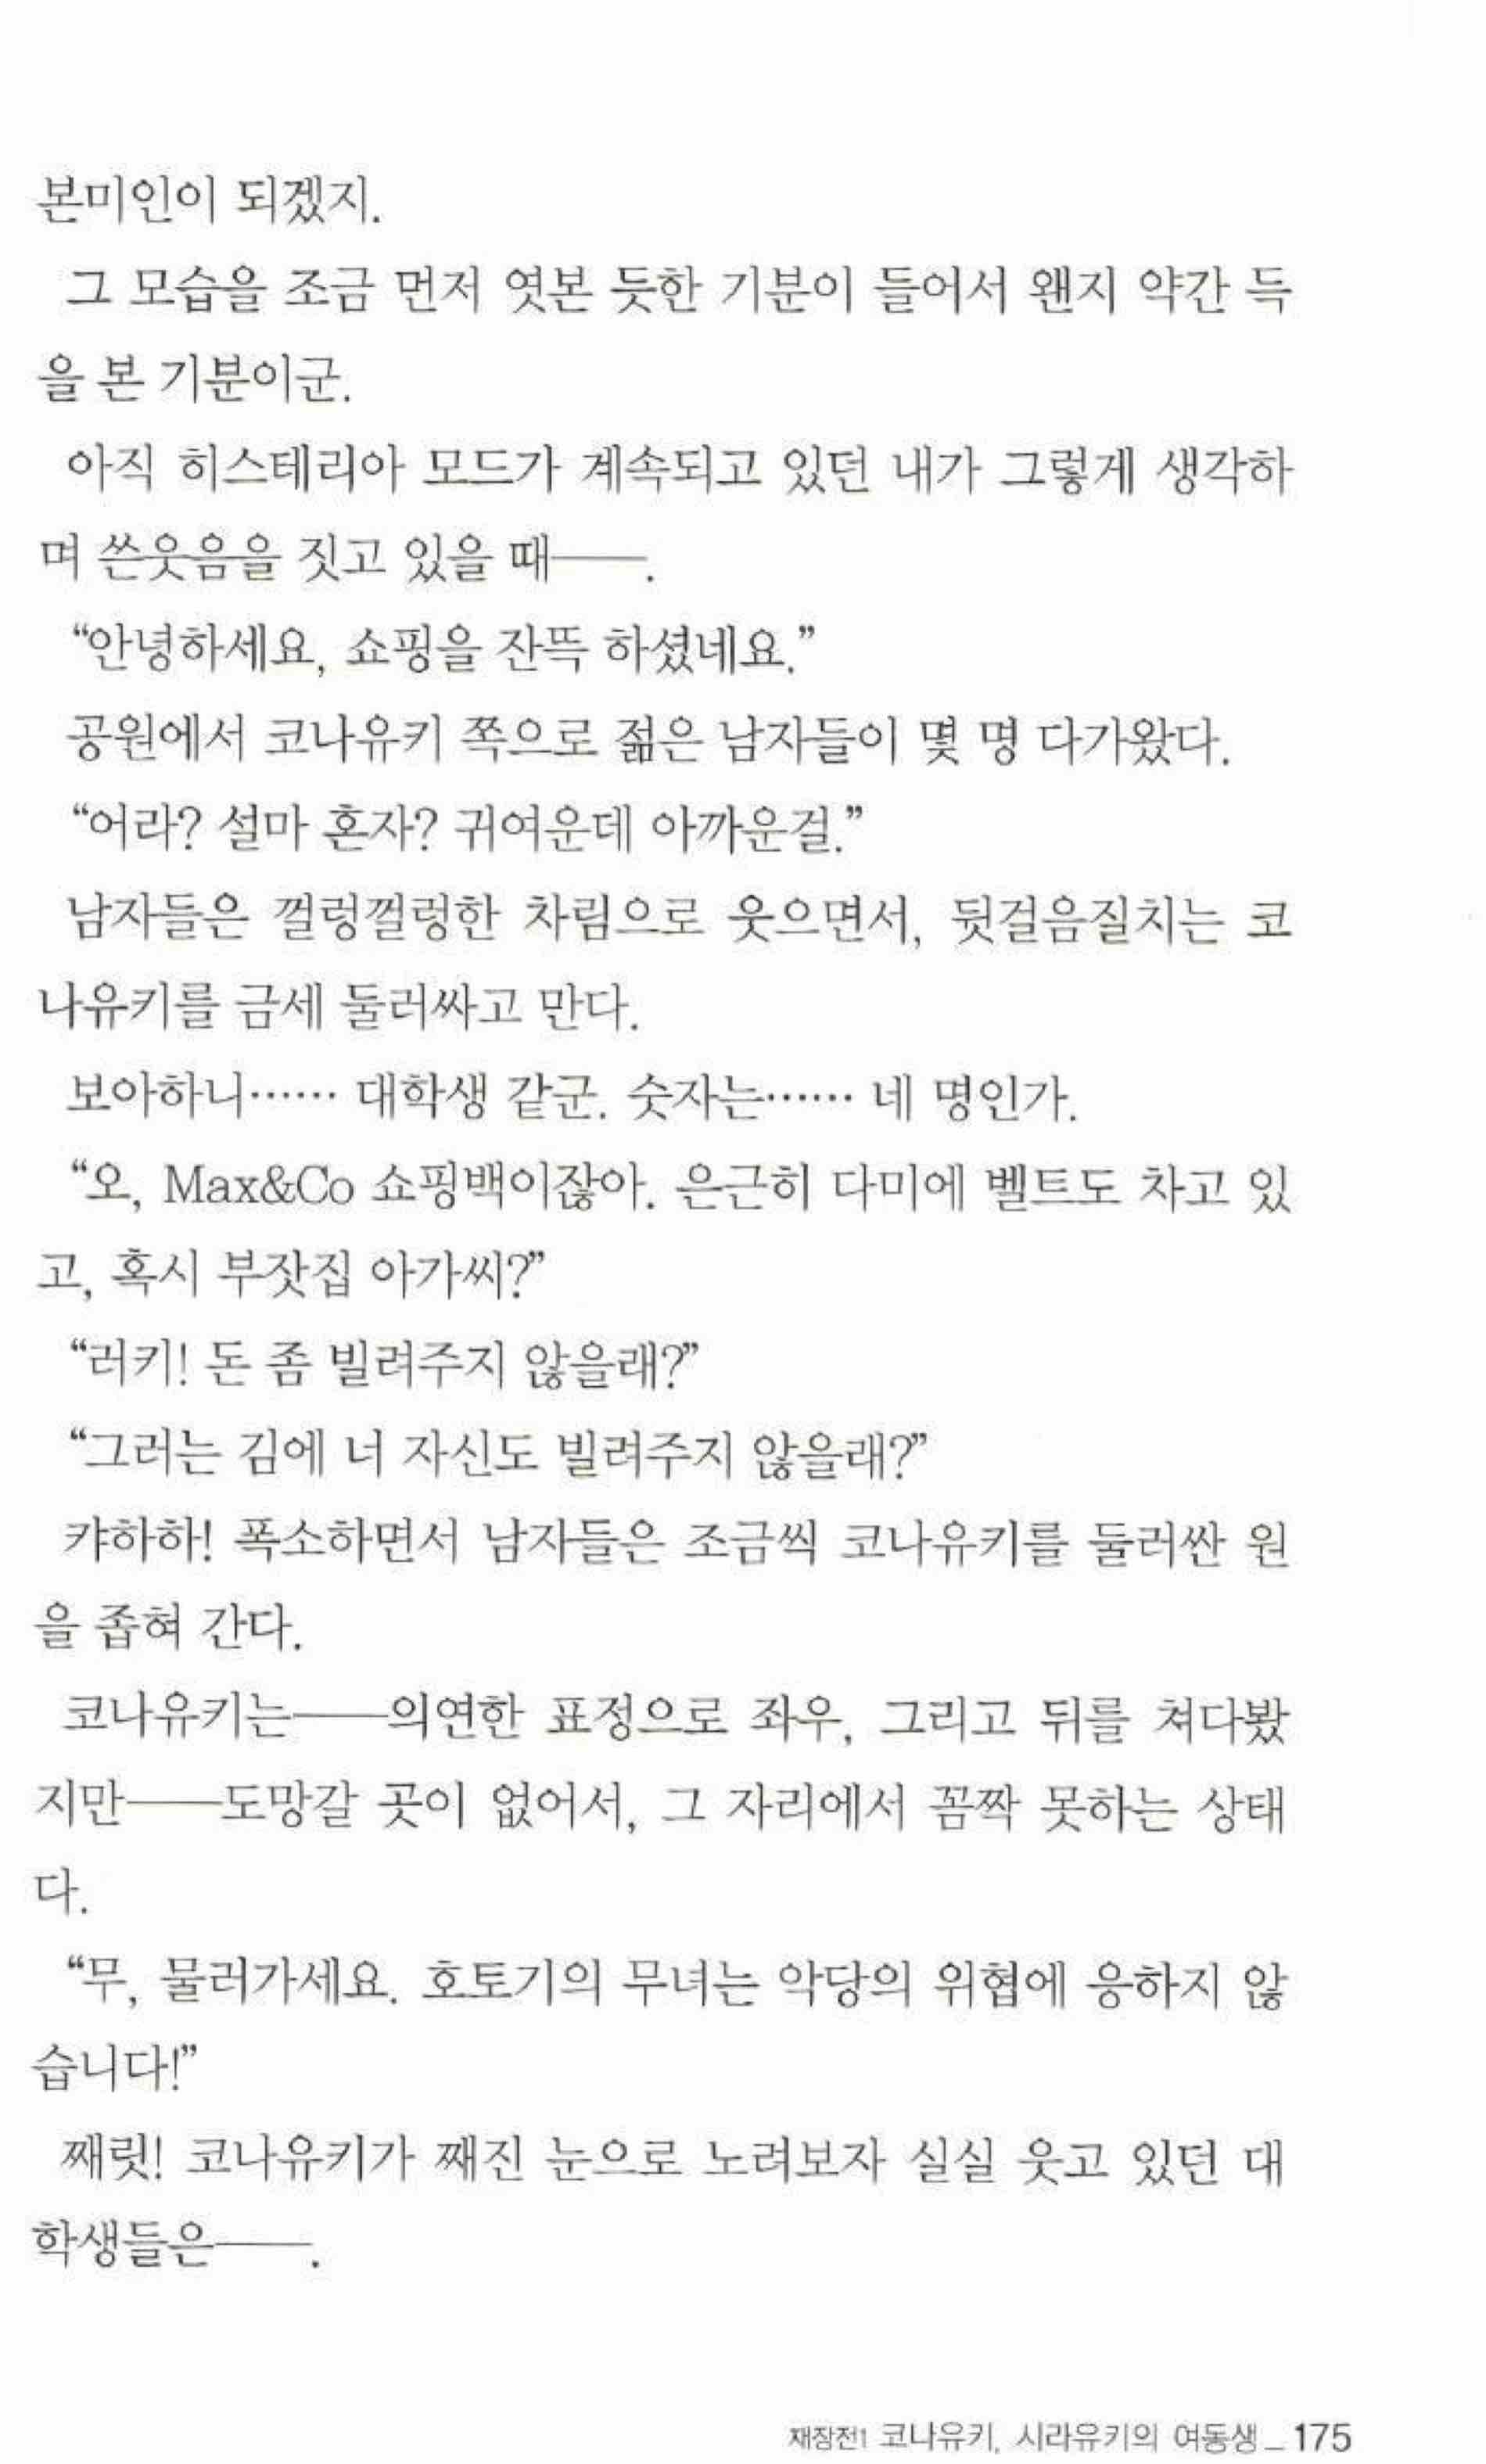 본미인이 되겠지.
그 모습을 조금 먼저 엿본 듯한 기분이 들어서 왠지 약간 득
을 본 기분이군.
아직 히스테리아 모드가 계속되고 있던 내가 그렇게 생각하
며 쓴웃음을 짓고 있을 때──.
“안녕하세요, 쇼핑을 잔뜩 하셨네요.”
공원에서 코나유키 쪽으로 젊은 남자들이 몇 명 다가왔다.
“어라? 설마 혼자? 귀여운데 아까운걸.”
남자들은 껄렁껄렁한 차림으로 웃으면서, 뒷걸음질치는 코
나유키를 금세 둘러싸고 만다.
보아하니…… 대학생 같군. 숫자는…… 네 명인가.
“오, Max&Co 쇼핑백이잖아. 은근히 다미에 벨트도 차고 있
고, 혹시 부잣집 아가씨?”
“러키! 돈 좀 빌려주지 않을래?”
“그러는 김에 너 자신도 빌려주지 않을래?”
캬하하! 폭소하면서 남자들은 조금씩 코나유키를 둘러싼 원
을 좁혀 간다.
코나유키는──의연한 표정으로 좌우, 그리고 뒤를 쳐다봤
지만──도망갈 곳이 없어서, 그 자리에서 꼼짝 못하는 상태
다.
“무, 물러가세요. 호토기의 무녀는 악당의 위협에 응하지 않
습니다!”
째릿! 코나유키가 째진 눈으로 노려보자 실실 웃고 있던 대
학생들은──.
재장전1 코나유키, 시라유키의 여동생_175